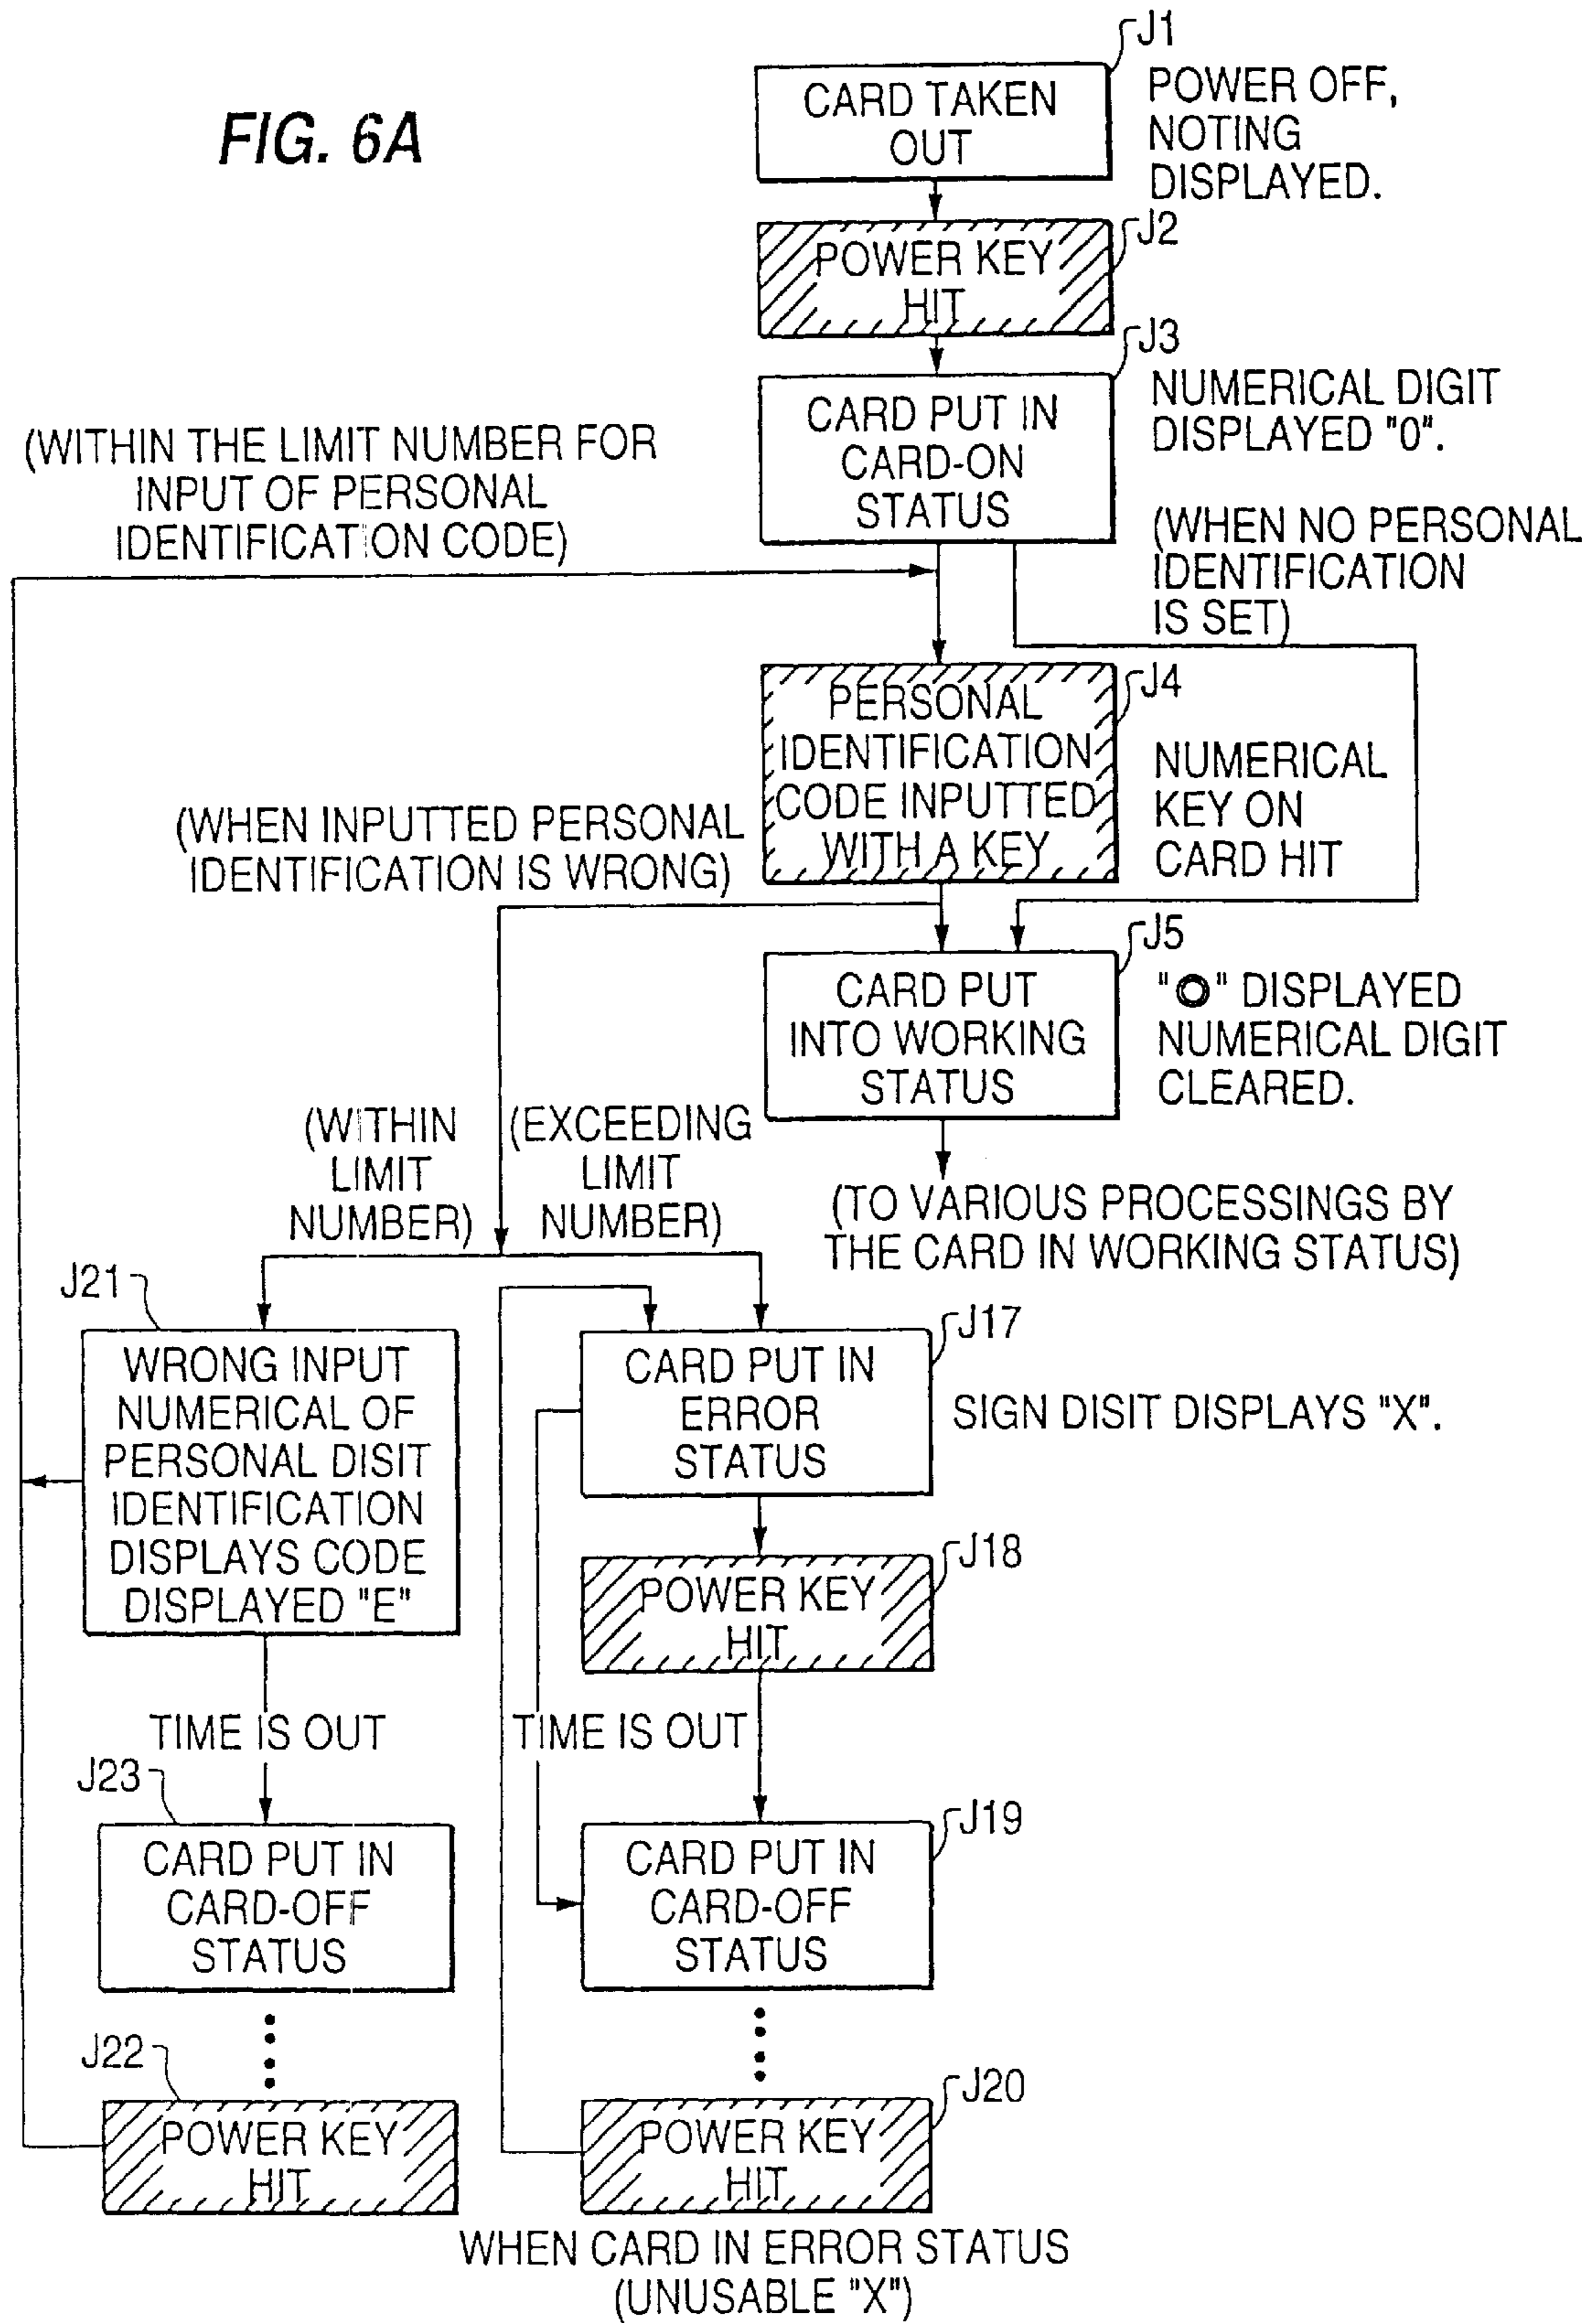 FIG. 6A
J1
CARD TAKEN
OUT
POWER OFF,
NOTING
DISPLAYED.
J2
POWER KEY
HIT
J3
CARD PUT IN
CARD-ON
STATUS
NUMERICAL DIGIT
DISPLAYED "0".
(WITHIN THE LIMIT NUMBER FOR
INPUT OF PERSONAL
IDENTIFICATION CODE)
(WHEN NO PERSONAL
IDENTIFICATION
IS SET)
J4
PERSONAL
IDENTIFICATION
CODE INPUTTED
WITH A KEY
NUMERICAL
KEY ON
CARD HIT
(WHEN INPUTTED PERSONAL
IDENTIFICATION IS WRONG)
J5
CARD PUT
INTO WORKING
STATUS
"◎" DISPLAYED
NUMERICAL DIGIT
CLEARED.
(WITHIN
LIMIT
NUMBER)
(EXCEEDING
LIMIT
NUMBER)
(TO VARIOUS PROCESSINGS BY
THE CARD IN WORKING STATUS)
J21
WRONG INPUT
NUMERICAL OF
PERSONAL DISIT
IDENTIFICATION
DISPLAYS CODE
DISPLAYED "E"
J17
CARD PUT IN
ERROR
STATUS
SIGN DISIT DISPLAYS "X".
J18
POWER KEY
HIT
TIME IS OUT
TIME IS OUT
J23
CARD PUT IN
CARD-OFF
STATUS
J19
CARD PUT IN
CARD-OFF
STATUS
J22
POWER KEY
HIT
J20
POWER KEY
HIT
WHEN CARD IN ERROR STATUS
(UNUSABLE "X")